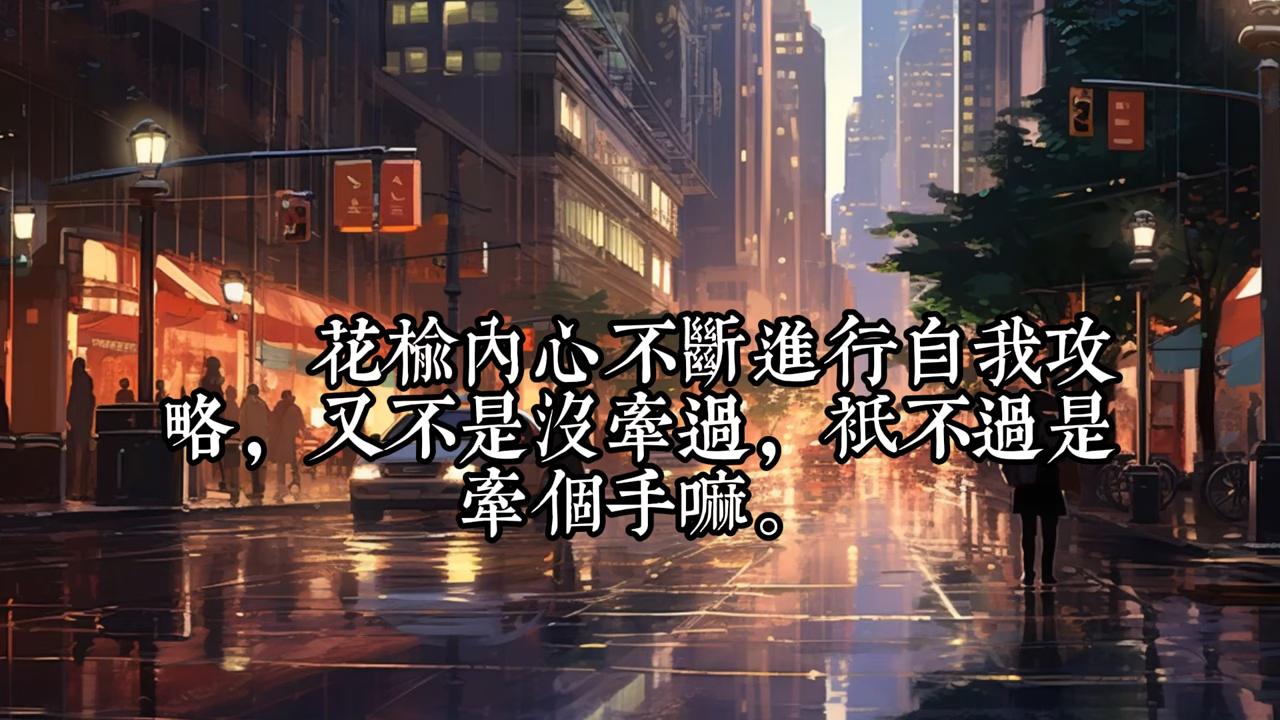 花榆內心不斷進行自我攻
略，又不是沒牽過，衹不過是
牽個手嘛。